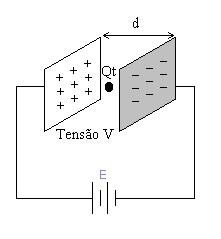 d
+ + +
+ + +
+ + +
Qt
− − −
− − −
− − −
Tensão V
E